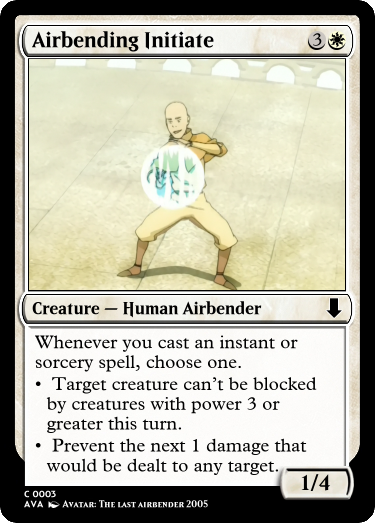 Airbending Initiate 3
Creature — Human Airbender
Whenever you cast an instant or
sorcery spell, choose one.
• Target creature can't be blocked
by creatures with power 3 or
greater this turn.
• Prevent the next 1 damage that
would be dealt to any target.
1/4
C 0003
AVA Avatar: The last airbender 2005